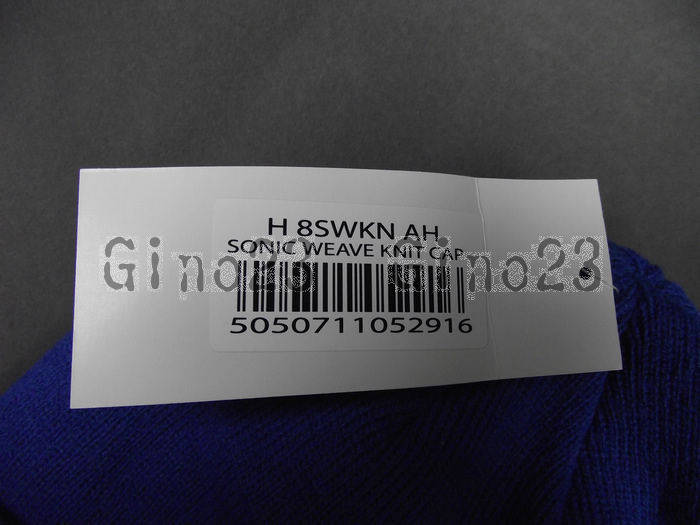 H 8SWKN AH
SONIC WEAVE KNIT CAP
Gino23 Gino23
5050711052916